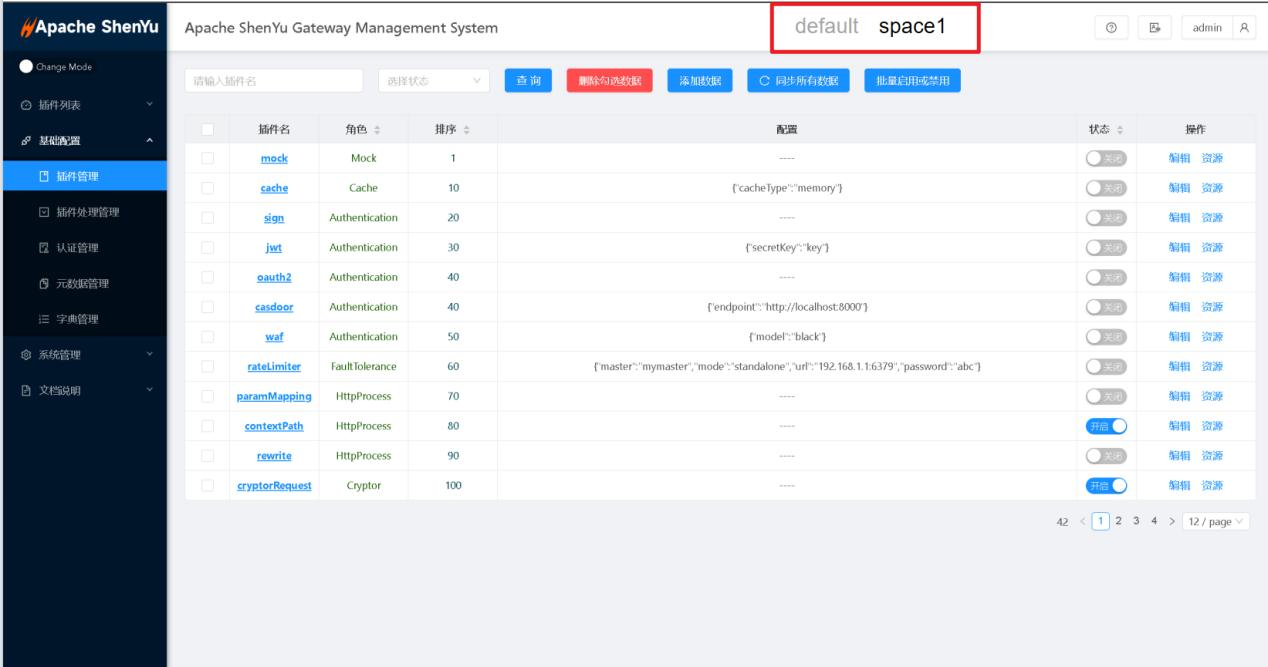 Apache ShenYu
Apache ShenYu Gateway Management System
default space1
admin
Change Mode
插件列表
基础配置
插件管理
插件处理管理
认证管理
元数据管理
字典管理
系统管理
文档说明
请输入插件名 选择状态 查 询 删除勾选数据 添加数据 同步所有数据 批量启用或禁用
插件名 角色 排序 配置 状态 操作
mock Mock 1 ---- 关闭 编辑 资源
cache Cache 10 {"cacheType":"memory"} 关闭 编辑 资源
sign Authentication 20 ---- 关闭 编辑 资源
jwt Authentication 30 {"secretKey":"key"} 关闭 编辑 资源
oauth2 Authentication 40 ---- 关闭 编辑 资源
casdoor Authentication 40 {"endpoint":"http://localhost:8000"} 关闭 编辑 资源
waf Authentication 50 {"model":"black"} 关闭 编辑 资源
rateLimiter FaultTolerance 60 {"master":"mymaster","mode":"standalone","url":"192.168.1.1:6379","password":"abc"} 关闭 编辑 资源
paramMapping HttpProcess 70 ---- 关闭 编辑 资源
contextPath HttpProcess 80 ---- 开启 编辑 资源
rewrite HttpProcess 90 ---- 关闭 编辑 资源
cryptorRequest Cryptor 100 ---- 开启 编辑 资源
42 < 1 2 3 4 > 12 / page